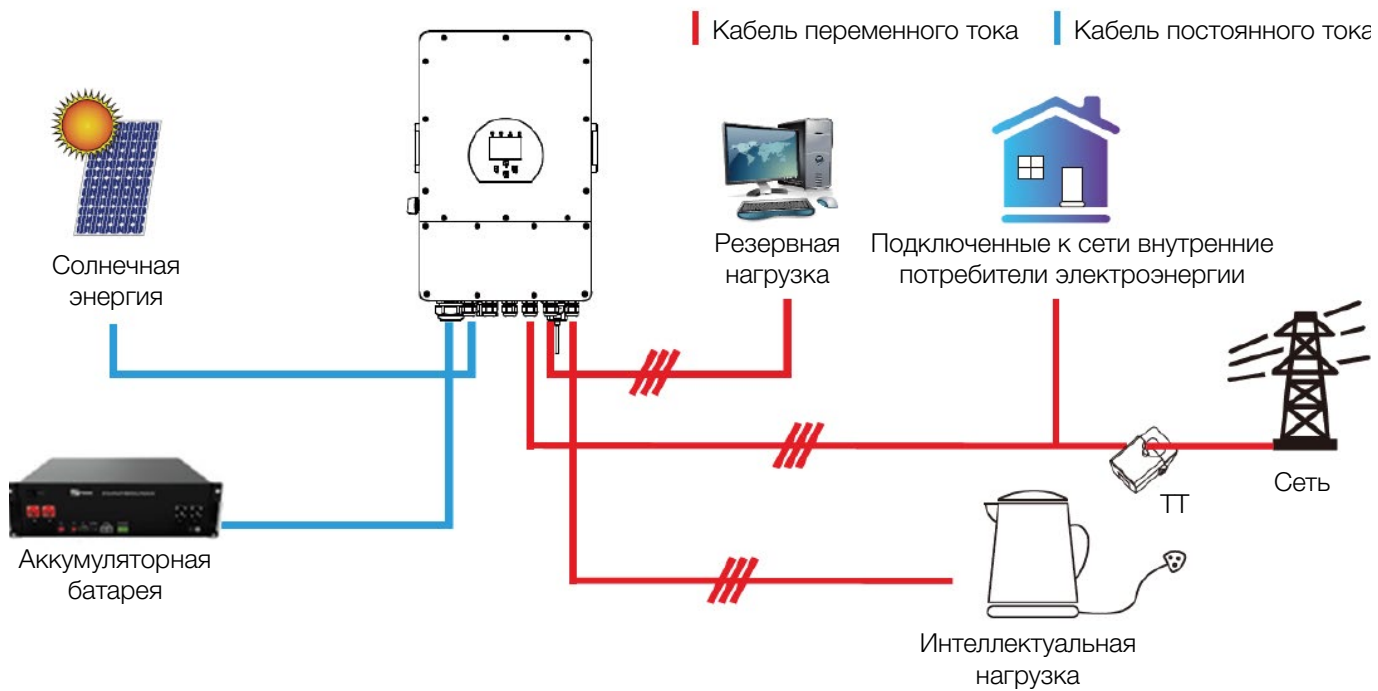 Кабель переменного тока
Кабель постоянного тока
Солнечная
энергия
Резервная
нагрузка
Подключенные к сети внутренние
потребители электроэнергии
Сеть
ТТ
Аккумуляторная
батарея
Интеллектуальная
нагрузка